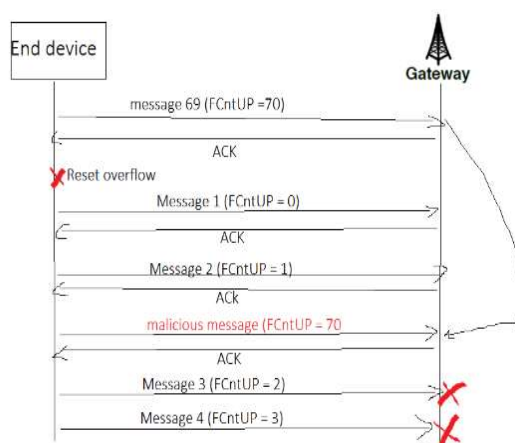 End device
Gateway
message 69 (FCntUP =70)
ACK
Reset overflow
Message 1 (FCntUP = 0)
ACK
Message 2 (FCntUP = 1)
ACk
malicious message (FCntUP = 70
ACK
Message 3 (FCntUP = 2)
Message 4 (FCntUP = 3)